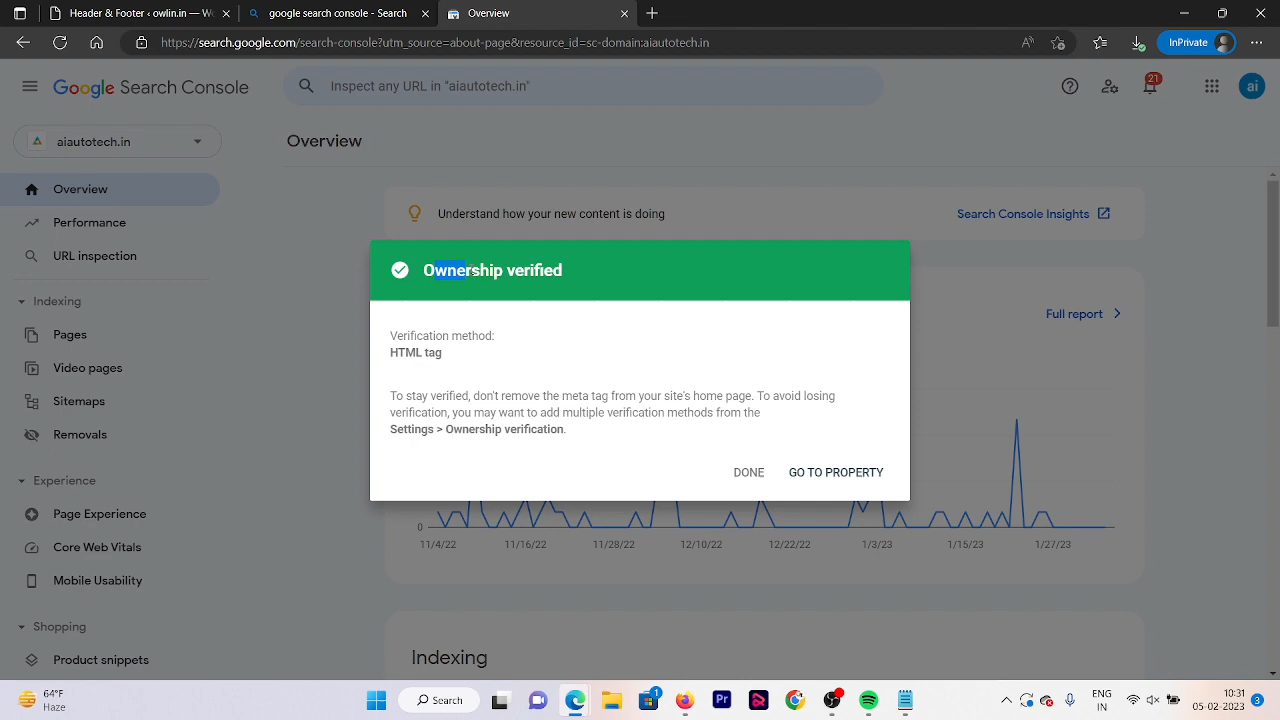 Header & Footer ‹ owlin.in — W
google search console - Search
Overview
https://search.google.com/search-console?utm_source=about-page&resource_id=sc-domain:aiautotech.in
InPrivate
Google Search Console
Inspect any URL in "aiautotech.in"
21
ai
aiautotech.in
Overview
Overview
Performance
URL inspection
Indexing
Pages
Video pages
Sitemaps
Removals
Experience
Page Experience
Core Web Vitals
Mobile Usability
Shopping
Product snippets
Understand how your new content is doing
Search Console Insights
Full report
Ownership verified
Verification method:
HTML tag
To stay verified, don't remove the meta tag from your site's home page. To avoid losing
verification, you may want to add multiple verification methods from the
Settings > Ownership verification.
DONE
GO TO PROPERTY
0
11/4/22 11/16/22 11/28/22 12/10/22 12/22/22 1/3/23 1/15/23 1/27/23
Indexing
64°F
Haze
Search
1
Pr
ENG
IN
10:31
05-02-2023
3